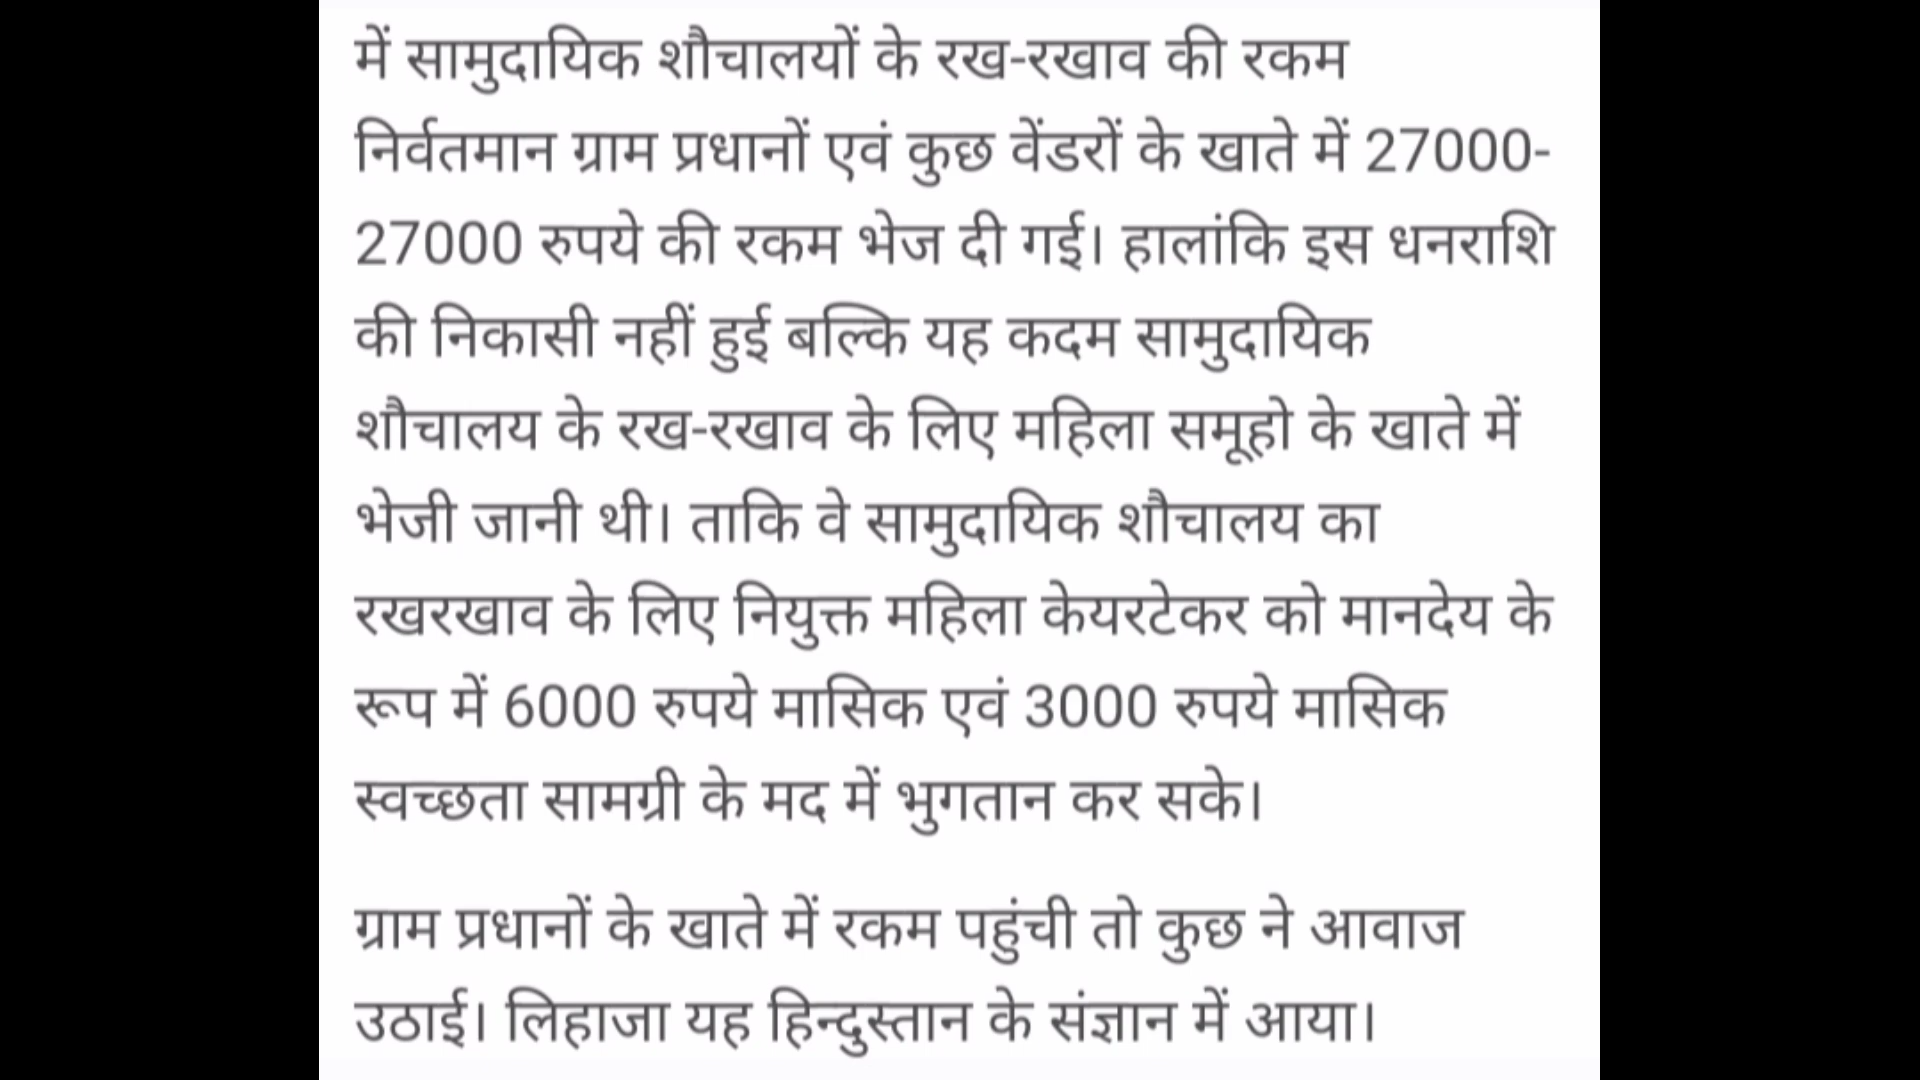 में सामुदायिक शौचालयों के रख-रखाव की रकम
निर्वतमान ग्राम प्रधानों एवं कुछ वेंडरों के खाते में 27000-
27000 रुपये की रकम भेज दी गई। हालांकि इस धनराशि
की निकासी नहीं हुई बल्कि यह कदम सामुदायिक
शौचालय के रख-रखाव के लिए महिला समूहो के खाते में
भेजी जानी थी। ताकि वे सामुदायिक शौचालय का
रखरखाव के लिए नियुक्त महिला केयरटेकर को मानदेय के
रूप में 6000 रुपये मासिक एवं 3000 रुपये मासिक
स्वच्छता सामग्री के मद में भुगतान कर सके।
ग्राम प्रधानों के खाते में रकम पहुंची तो कुछ ने आवाज
उठाई। लिहाजा यह हिन्दुस्तान के संज्ञान में आया।